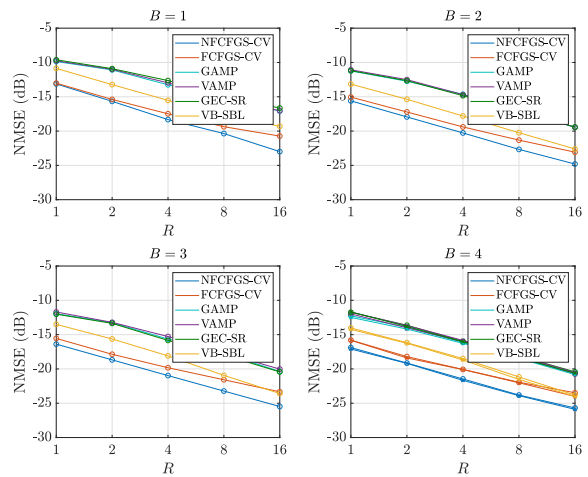 B = 1
NMSE (dB)
-5
-10
-15
-20
-25
-30
1
2
4
8
16
R
NFCFGS-CV
FCFGS-CV
GAMP
VAMP
GEC-SR
VB-SBL
B = 2
NMSE (dB)
-5
-10
-15
-20
-25
-30
1
2
4
8
16
R
NFCFGS-CV
FCFGS-CV
GAMP
VAMP
GEC-SR
VB-SBL
B = 3
NMSE (dB)
-5
-10
-15
-20
-25
-30
1
2
4
8
16
R
NFCFGS-CV
FCFGS-CV
GAMP
VAMP
GEC-SR
VB-SBL
B = 4
NMSE (dB)
-5
-10
-15
-20
-25
-30
1
2
4
8
16
R
NFCFGS-CV
FCFGS-CV
GAMP
VAMP
GEC-SR
VB-SBL